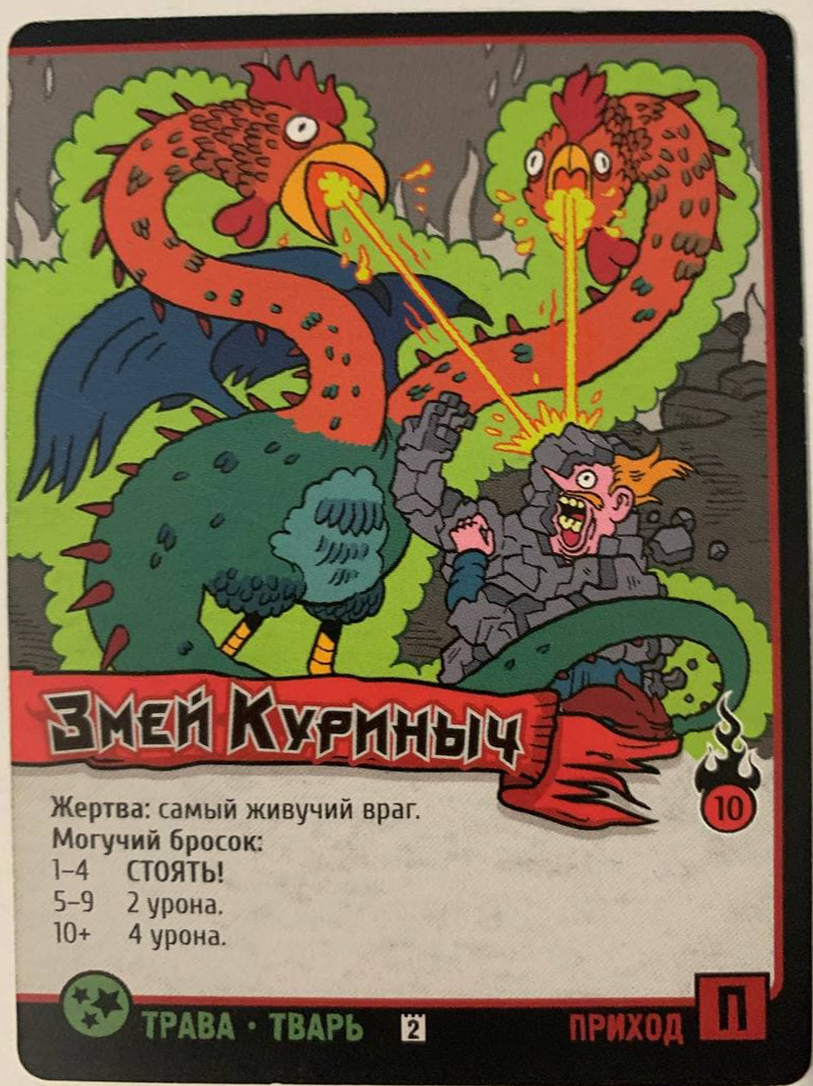 Змей Куриныч
10
Жертва: самый живучий враг.
Могучий бросок:
1–4 СТОЯТЬ!
5–9 2 урона.
10+ 4 урона.
ТРАВА · ТВАРЬ 2 ПРИХОД П